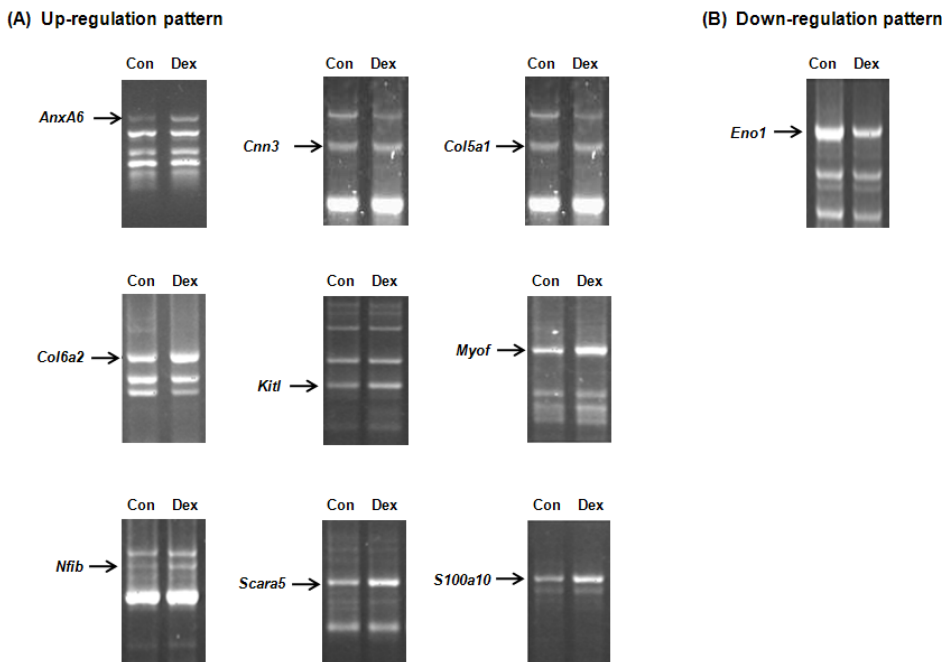 (A) Up-regulation pattern
(B) Down-regulation pattern
Con Dex
AnxA6
Con Dex
Cnn3
Con Dex
Col5a1
Con Dex
Eno1
Con Dex
Col6a2
Con Dex
Kitl
Con Dex
Myof
Con Dex
Nfib
Con Dex
Scara5
Con Dex
S100a10